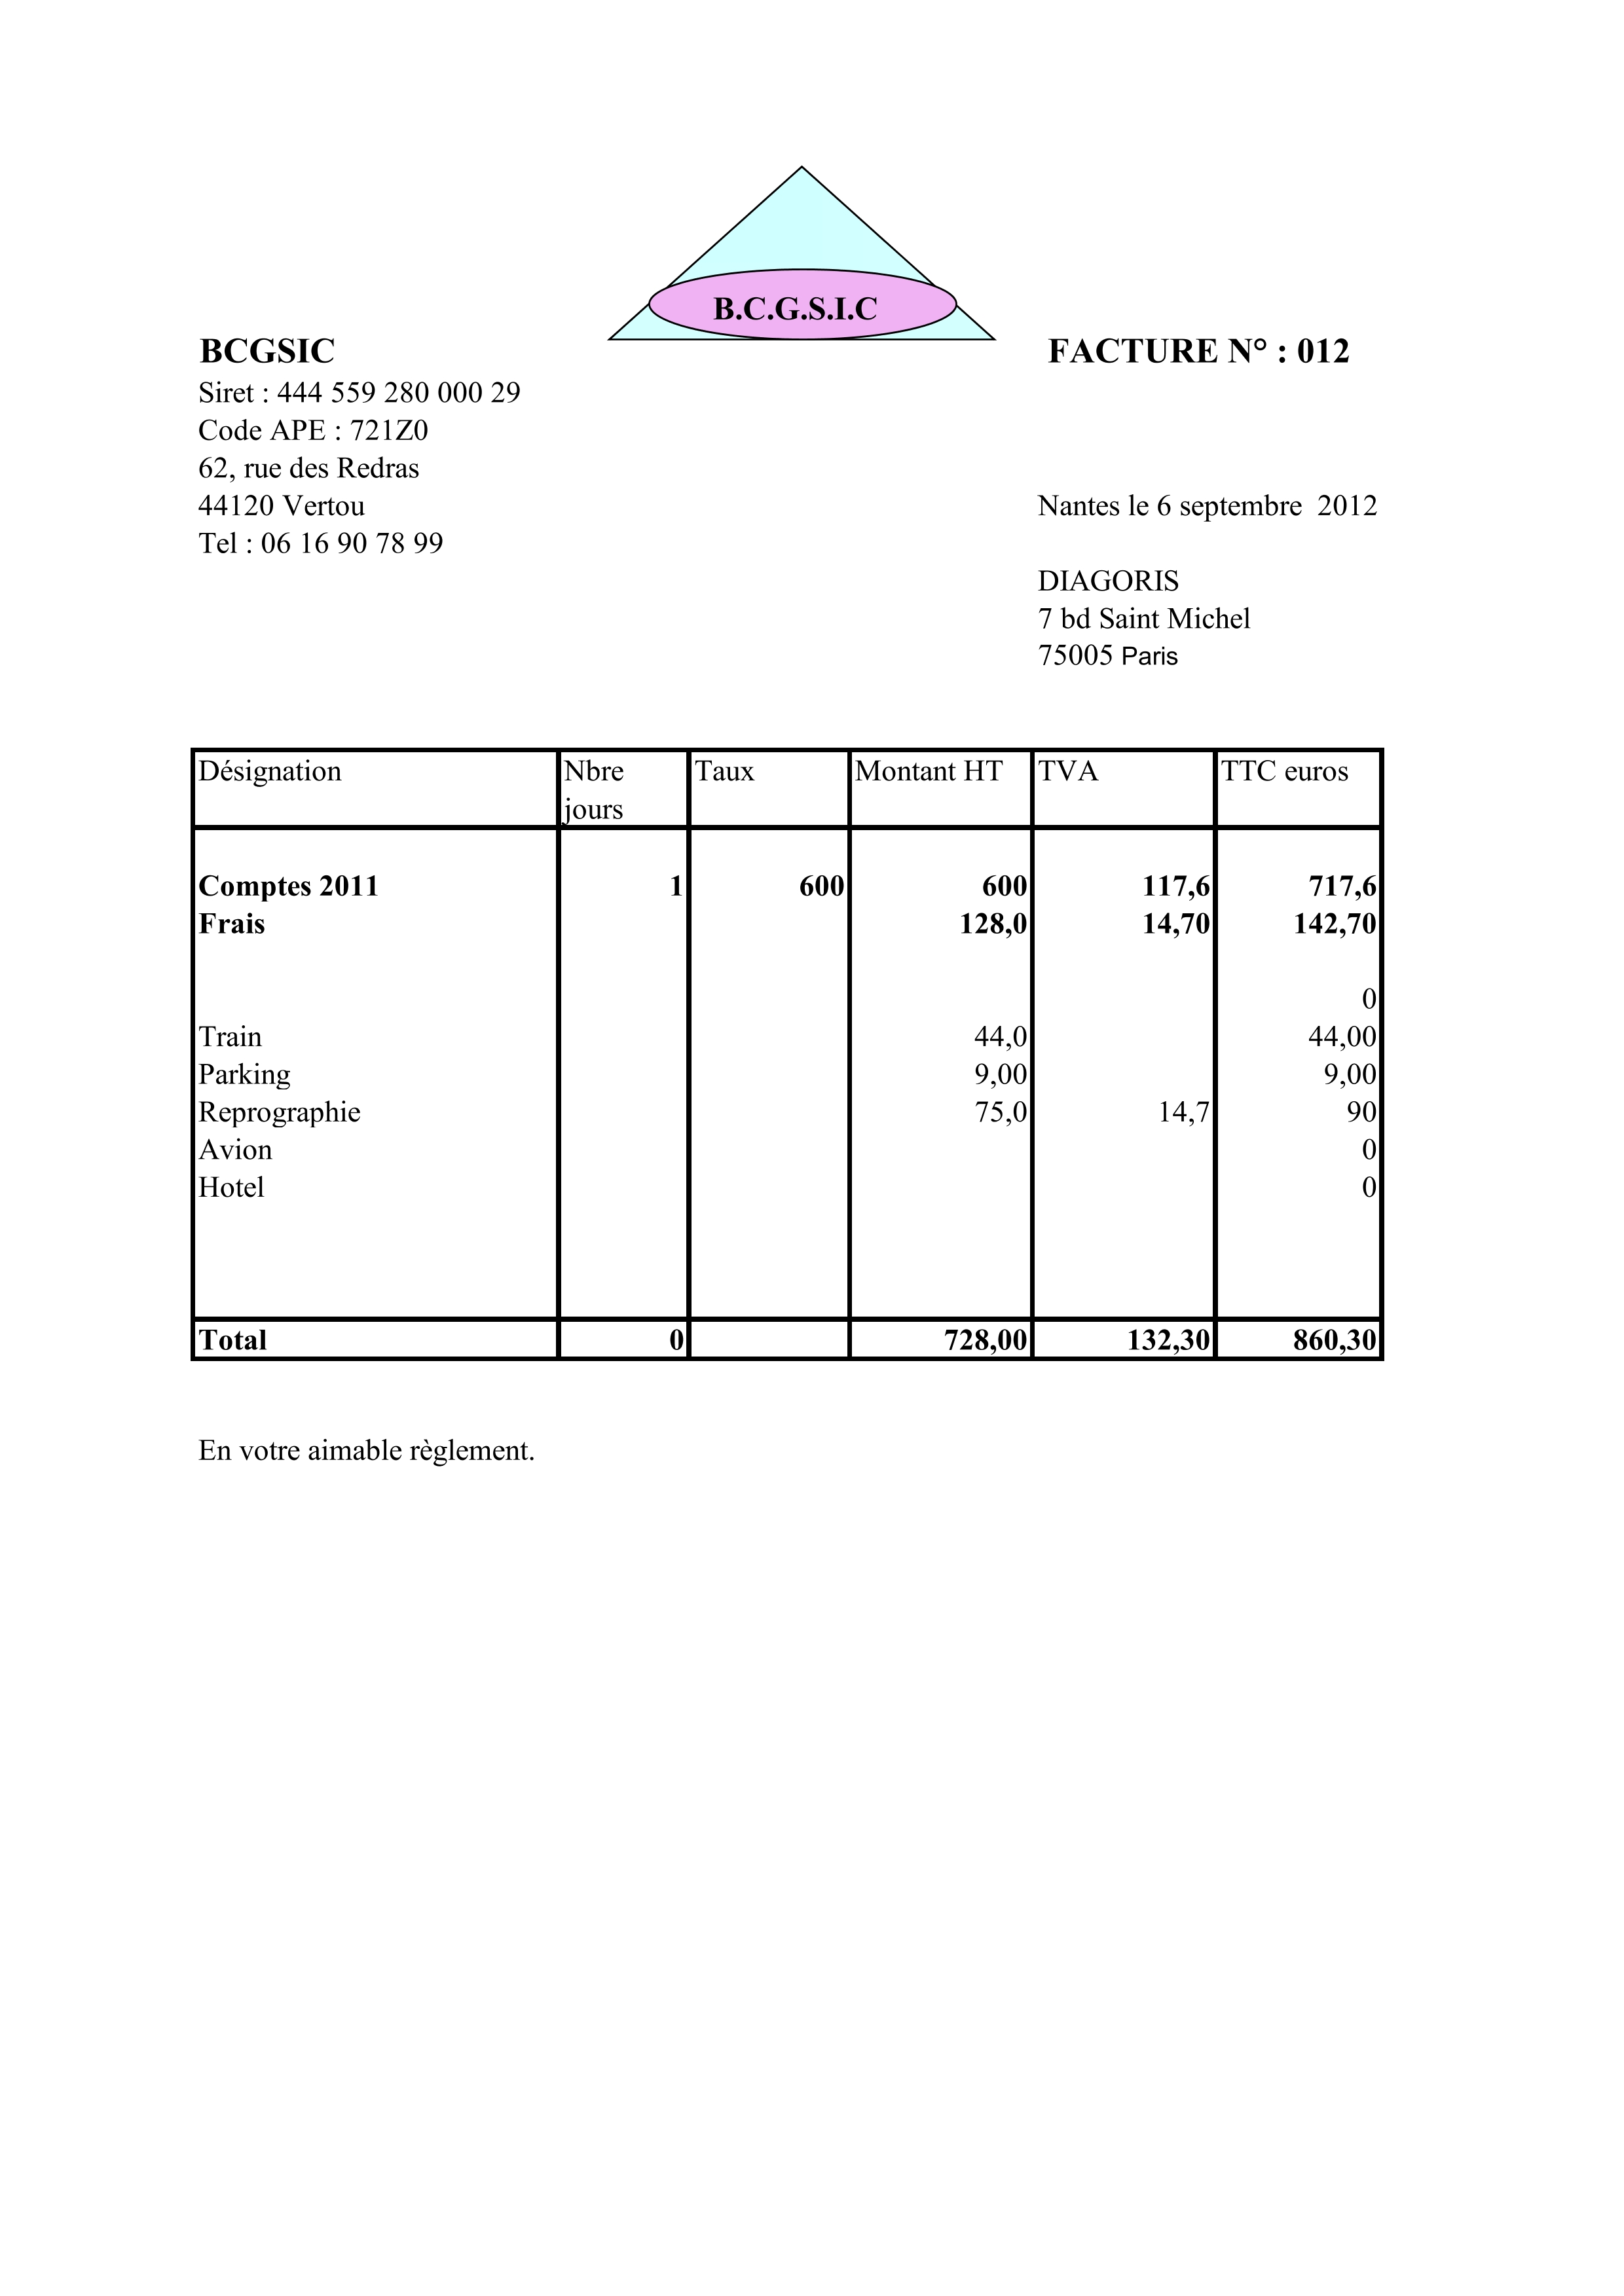 B.C.G.S.I.C
BCGSIC
FACTURE N° : 012
Siret : 444 559 280 000 29
Code APE : 721Z0
62, rue des Redras
44120 Vertou
Nantes le 6 septembre  2012
Tel : 06 16 90 78 99
DIAGORIS
7 bd Saint Michel
75005 Paris
Désignation Nbre jours Taux Montant HT TVA TTC euros
Comptes 2011 1 600 600 117,6 717,6
Frais 128,0 14,70 142,70
0
Train 44,0 44,00
Parking 9,00 9,00
Reprographie 75,0 14,7 90
Avion 0
Hotel 0
Total 0 728,00 132,30 860,30
En votre aimable règlement.